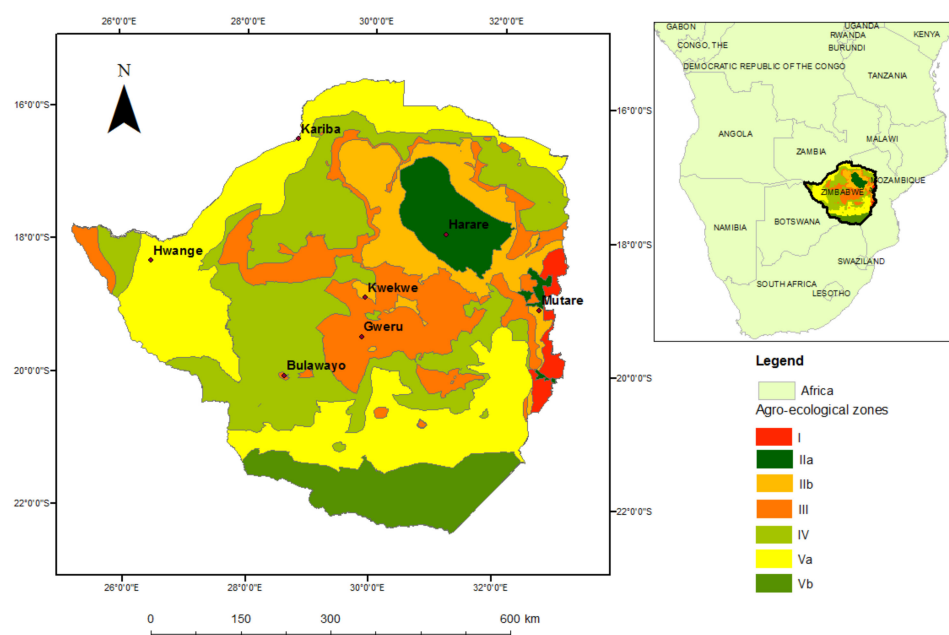 26°0'0"E 28°0'0"E 30°0'0"E 32°0'0"E
N
16°0'0"S
18°0'0"S
20°0'0"S
22°0'0"S
Kariba
Harare
Hwange
Kwekwe
Mutare
Gweru
Bulawayo
16°0'0"S
18°0'0"S
20°0'0"S
22°0'0"S
26°0'0"E 28°0'0"E 30°0'0"E 32°0'0"E
0 150 300 600 km
GABON
UGANDA
RWANDA
KENYA
CONGO, THE
BURUNDI
DEMOCRATIC REPUBLIC OF THE CONGO
TANZANIA
ANGOLA
MALAWI
ZAMBIA
MOZAMBIQUE
ZIMBABWE
BOTSWANA
NAMIBIA
SWAZILAND
SOUTH AFRICA
LESOTHO
Legend
Africa
Agro-ecological zones
I
IIa
IIb
III
IV
Va
Vb